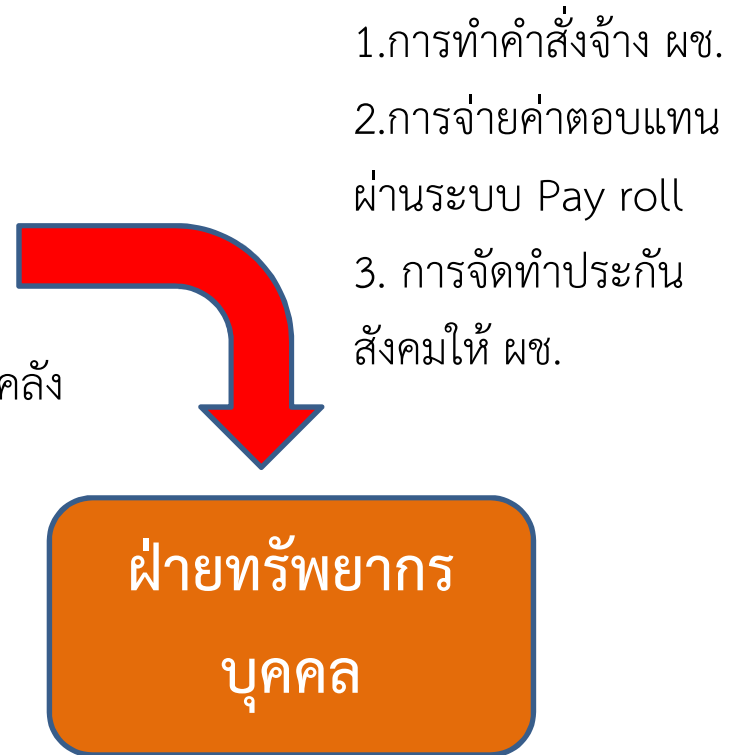 1.การทำคำสั่งจ้าง ผช.
2.การจ่ายค่าตอบแทน
ผ่านระบบ Pay roll
3. การจัดทำประกัน
สังคมให้ ผช.
คลัง
ฝ่ายทรัพยากร
บุคคล